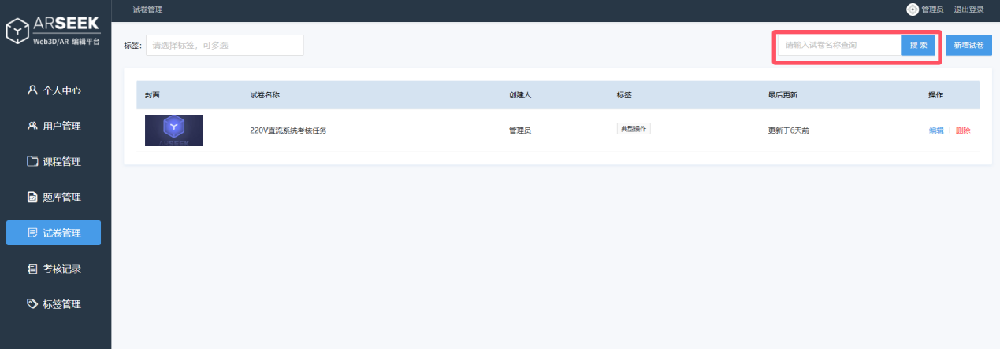 ARSEEK
Web3D/AR 编辑平台
试卷管理
管理员 退出登录
个人中心
用户管理
课程管理
题库管理
试卷管理
考核记录
标签管理
标签： 请选择标签，可多选
请输入试卷名称查询 搜 索 新增试卷
封面 试卷名称 创建人 标签 最后更新 操作
ARSEEK 220V直流系统考核任务 管理员 典型操作 更新于6天前 编辑 删除